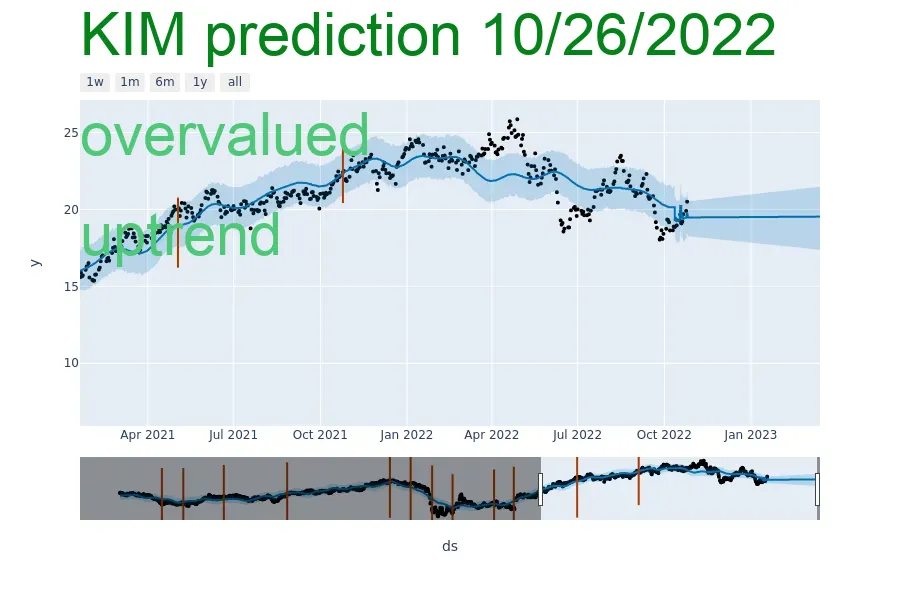 KIM prediction 10/26/2022
1w 1m 6m 1y all
overvalued
uptrend
y
25
20
15
10
Apr 2021 Jul 2021 Oct 2021 Jan 2022 Apr 2022 Jul 2022 Oct 2022 Jan 2023
ds